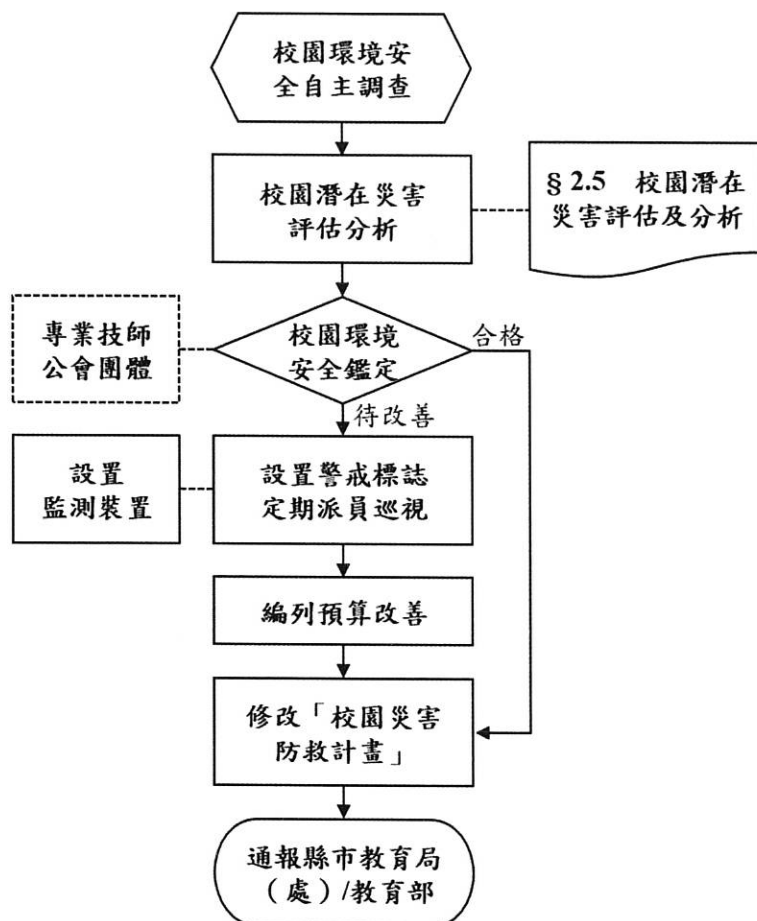 校園環境安
全自主調查
校園潛在災害
評估分析
§ 2.5 校園潛在
災害評估及分析
專業技師
公會團體
校園環境
安全鑑定
合格
待改善
設置
監測裝置
設置警戒標誌
定期派員巡視
編列預算改善
修改「校園災害
防救計畫」
通報縣市教育局
(處)/教育部